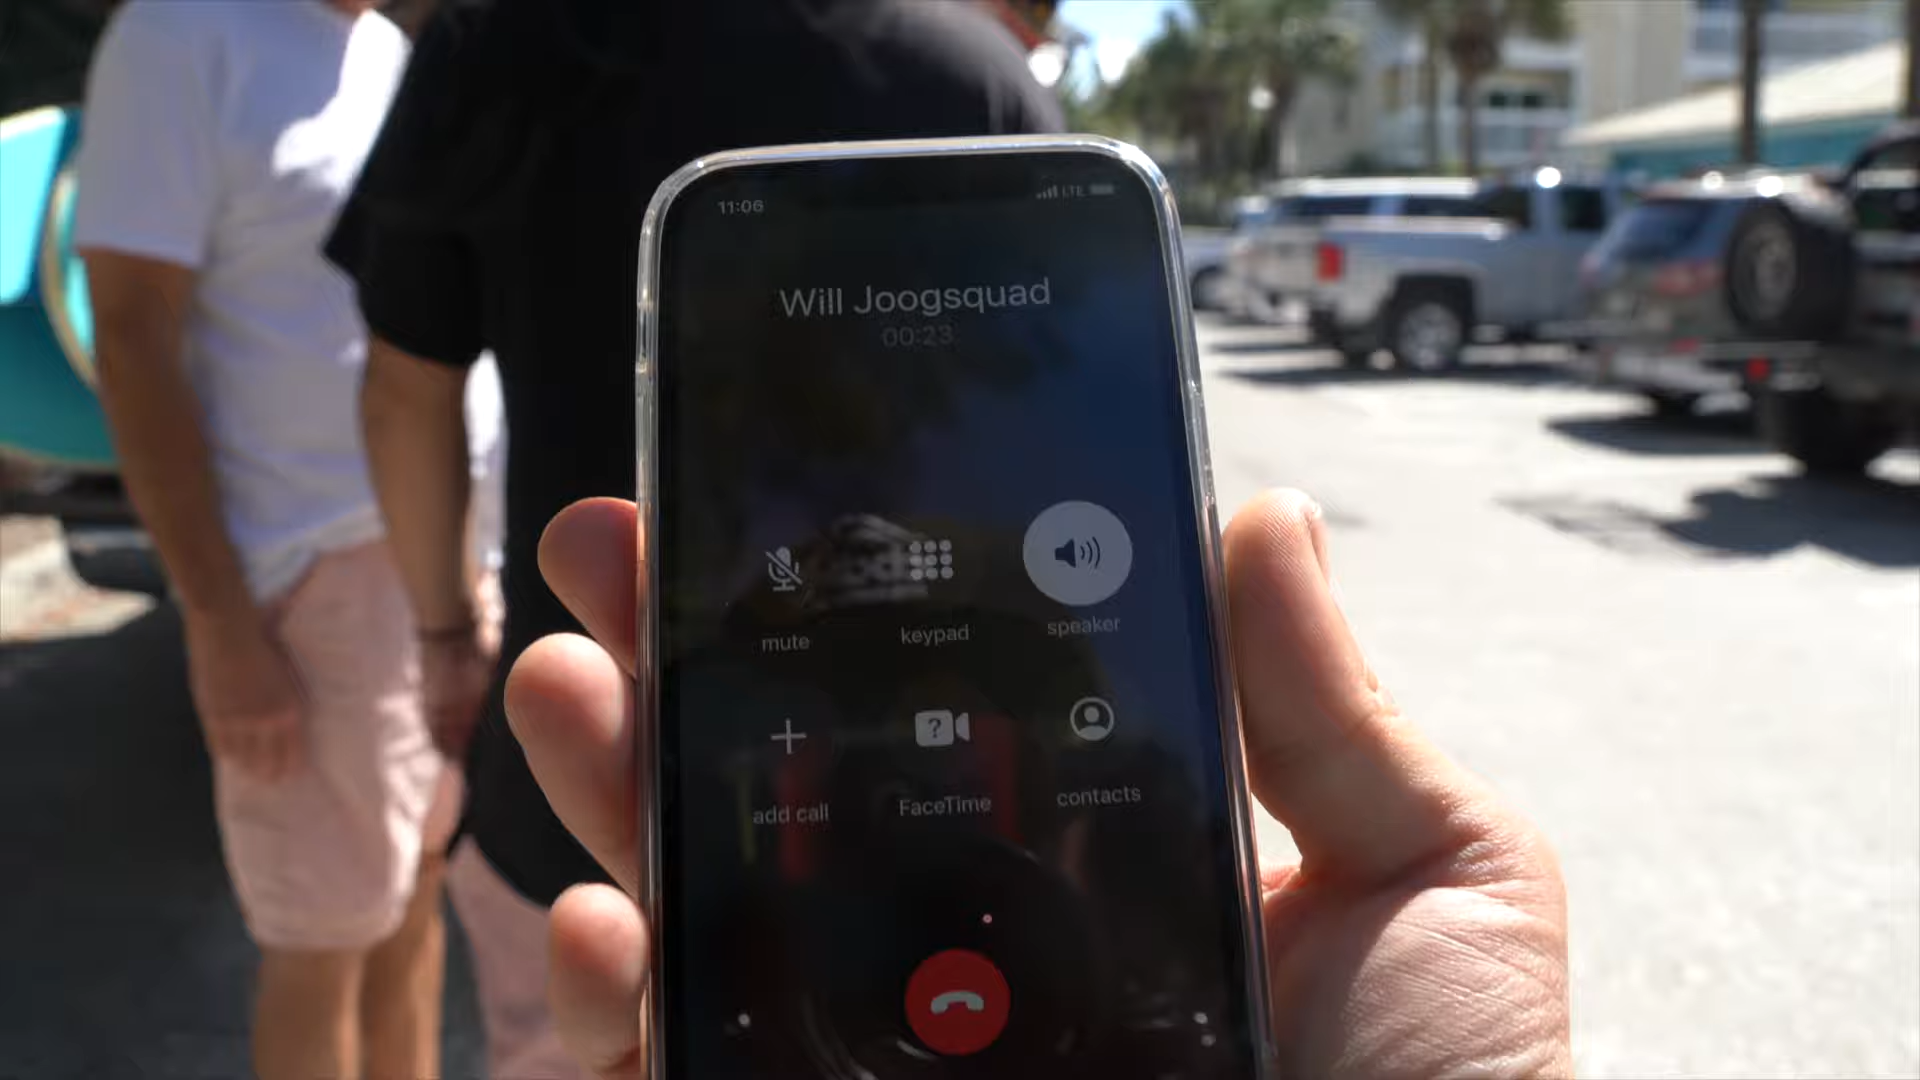 11:06 LTE
Will Joogsquad
00:23
mute keypad speaker
?
add call FaceTime contacts